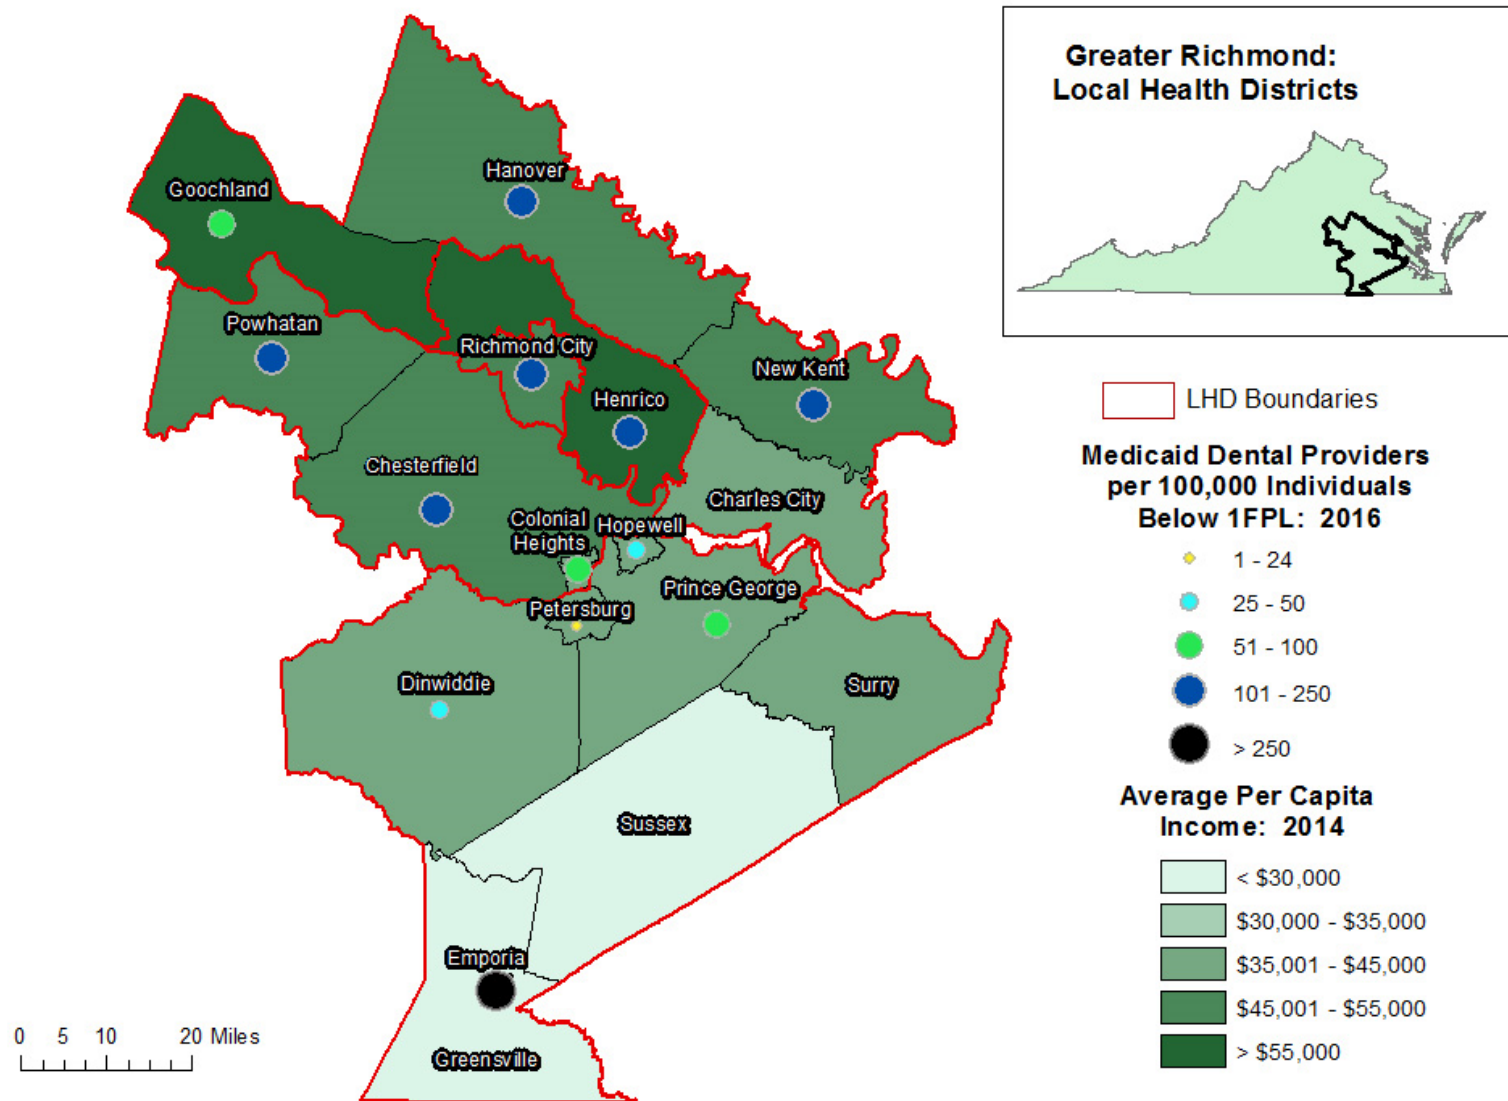 Greater Richmond:
Local Health Districts
Hanover
Goochland
Powhatan
Richmond City
New Kent
Henrico
Chesterfield
Charles City
Colonial
Heights
Hopewell
Prince George
Petersburg
Dinwiddie
Surry
Sussex
Emporia
Greensville
LHD Boundaries
Medicaid Dental Providers
per 100,000 Individuals
Below 1FPL: 2016
1 - 24
25 - 50
51 - 100
101 - 250
> 250
Average Per Capita
Income: 2014
< $30,000
$30,000 - $35,000
$35,001 - $45,000
$45,001 - $55,000
> $55,000
0 5 10 20 Miles